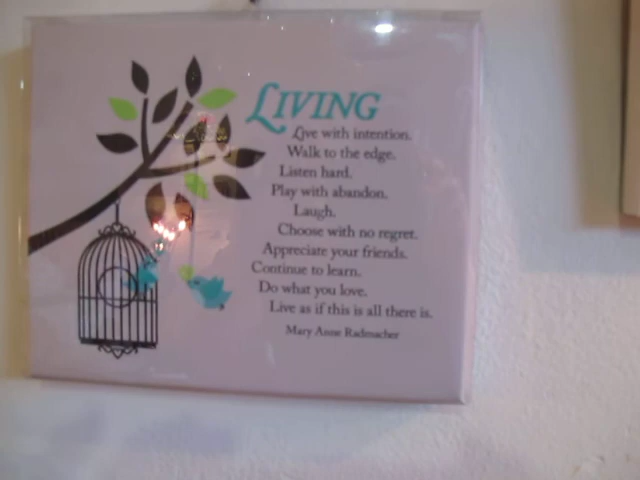 LIVING
Live with intention.
Walk to the edge.
Listen hard.
Play with abandon.
Laugh.
Choose with no regret.
Appreciate your friends.
Continue to learn.
Do what you love.
Live as if this is all there is.
Mary Anne Radmacher